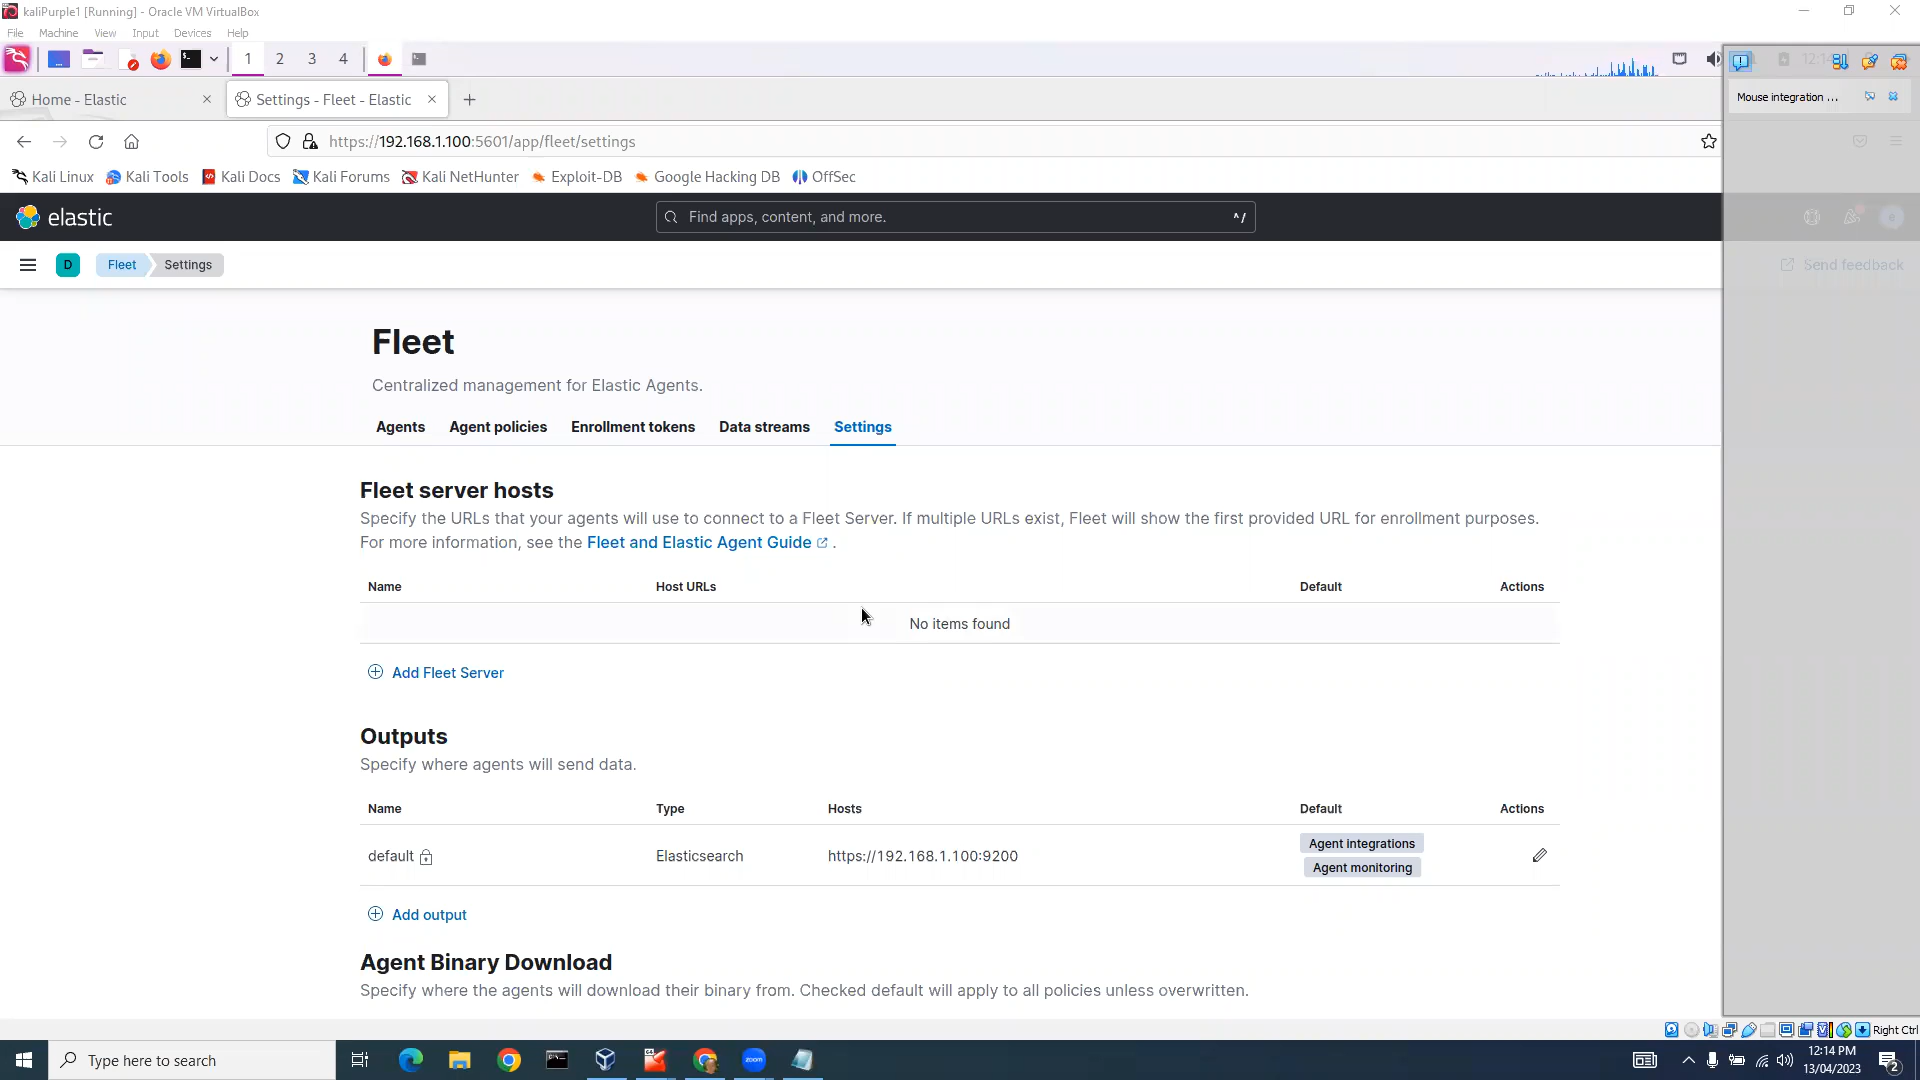 kaliPurple1 [Running] - Oracle VM VirtualBox
File Machine View Input Devices Help
1 2 3 4
Home - Elastic
Settings - Fleet - Elastic
Mouse integration ...
https://192.168.1.100:5601/app/fleet/settings
Kali Linux Kali Tools Kali Docs Kali Forums Kali NetHunter Exploit-DB Google Hacking DB OffSec
elastic
Find apps, content, and more.
^/
D
Fleet
Settings
Send feedback
Fleet
Centralized management for Elastic Agents.
Agents Agent policies Enrollment tokens Data streams Settings
Fleet server hosts
Specify the URLs that your agents will use to connect to a Fleet Server. If multiple URLs exist, Fleet will show the first provided URL for enrollment purposes.
For more information, see the Fleet and Elastic Agent Guide .
Name Host URLs Default Actions
No items found
Add Fleet Server
Outputs
Specify where agents will send data.
Name Type Hosts Default Actions
default Elasticsearch https://192.168.1.100:9200 Agent integrations
Agent monitoring
Add output
Agent Binary Download
Specify where the agents will download their binary from. Checked default will apply to all policies unless overwritten.
Right Ctrl
Type here to search
zoom
12:14 PM
13/04/2023
2